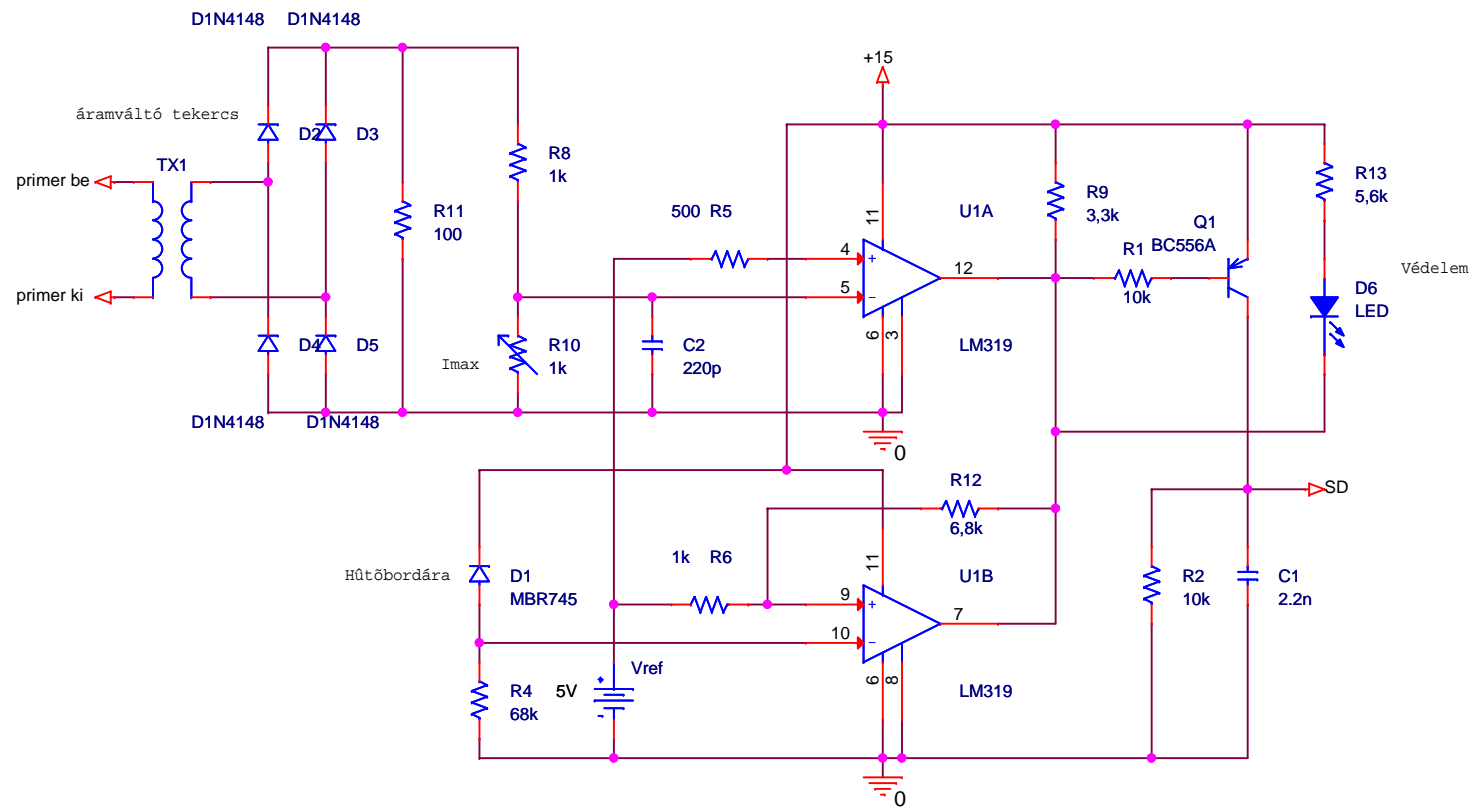 D1N4148 D1N4148
+15
áramváltó tekercs
D2 D3
TX1
primer be
primer ki
R8
1k
R11
100
500 R5
4
5
+
-
11
6
3
U1A
12
LM319
R9
3,3k
R1
10k
Q1
BC556A
R13
5,6k
Védelem
D6
LED
D4 D5
Imax
R10
1k
C2
220p
D1N4148 D1N4148
0
R12
6,8k
SD
1k R6
Hûtõbordára
D1
MBR745
9
10
+
-
11
6
8
U1B
7
LM319
R2
10k
C1
2.2n
R4
68k
5V
Vref
+
-
0